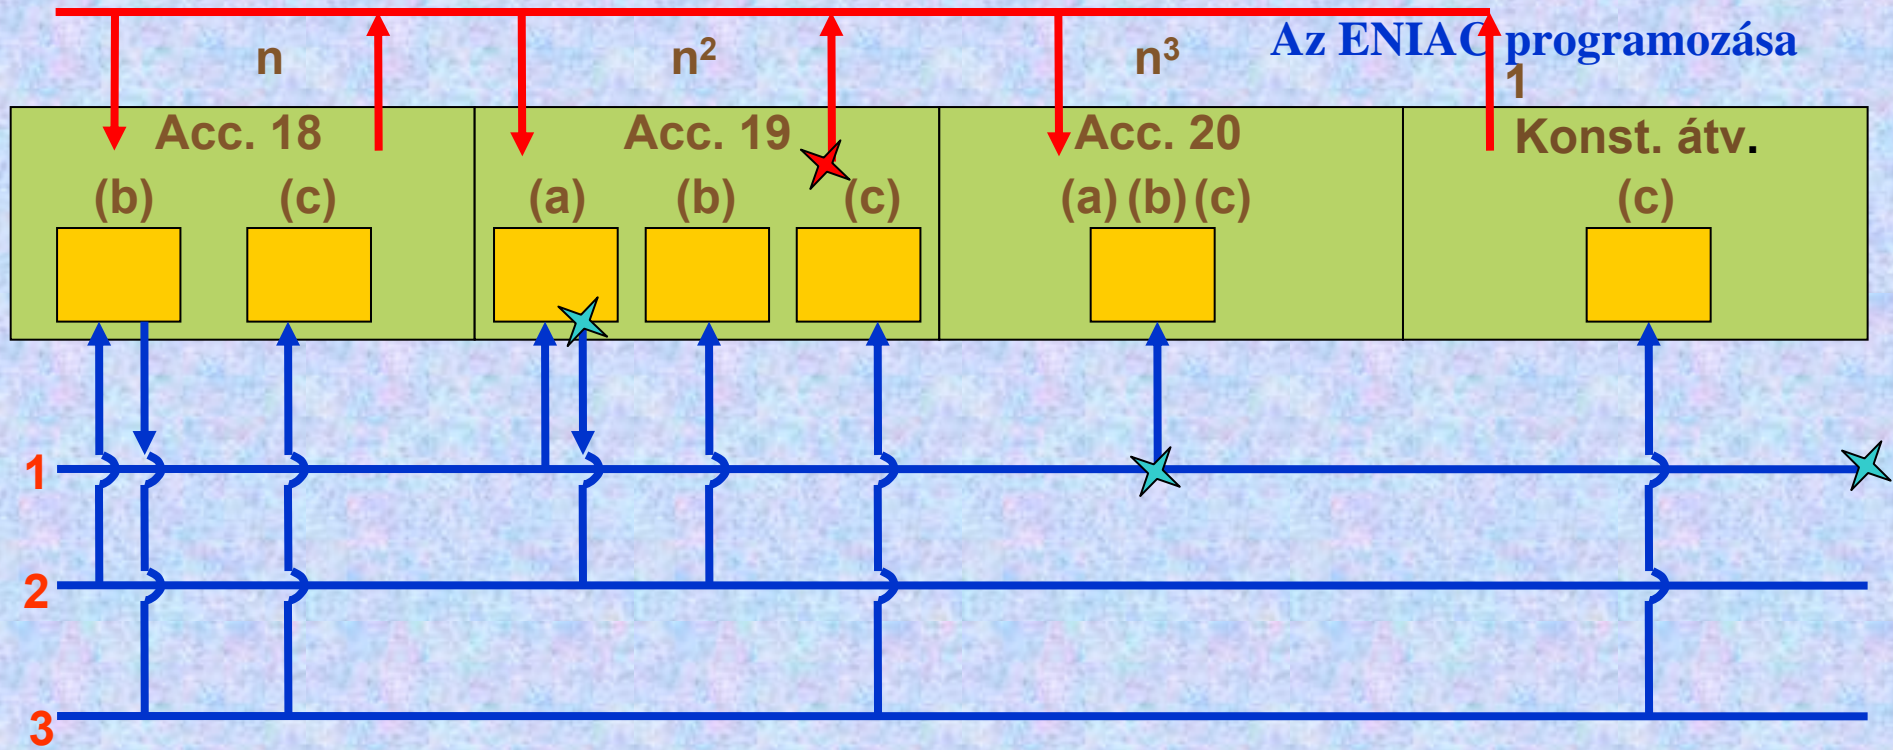 Az ENIAC programozása
n n² n³ 1
Acc. 18 Acc. 19 Acc. 20 Konst. átv.
(b) (c) (a) (b) (c) (a) (b) (c) (c)
1
2
3